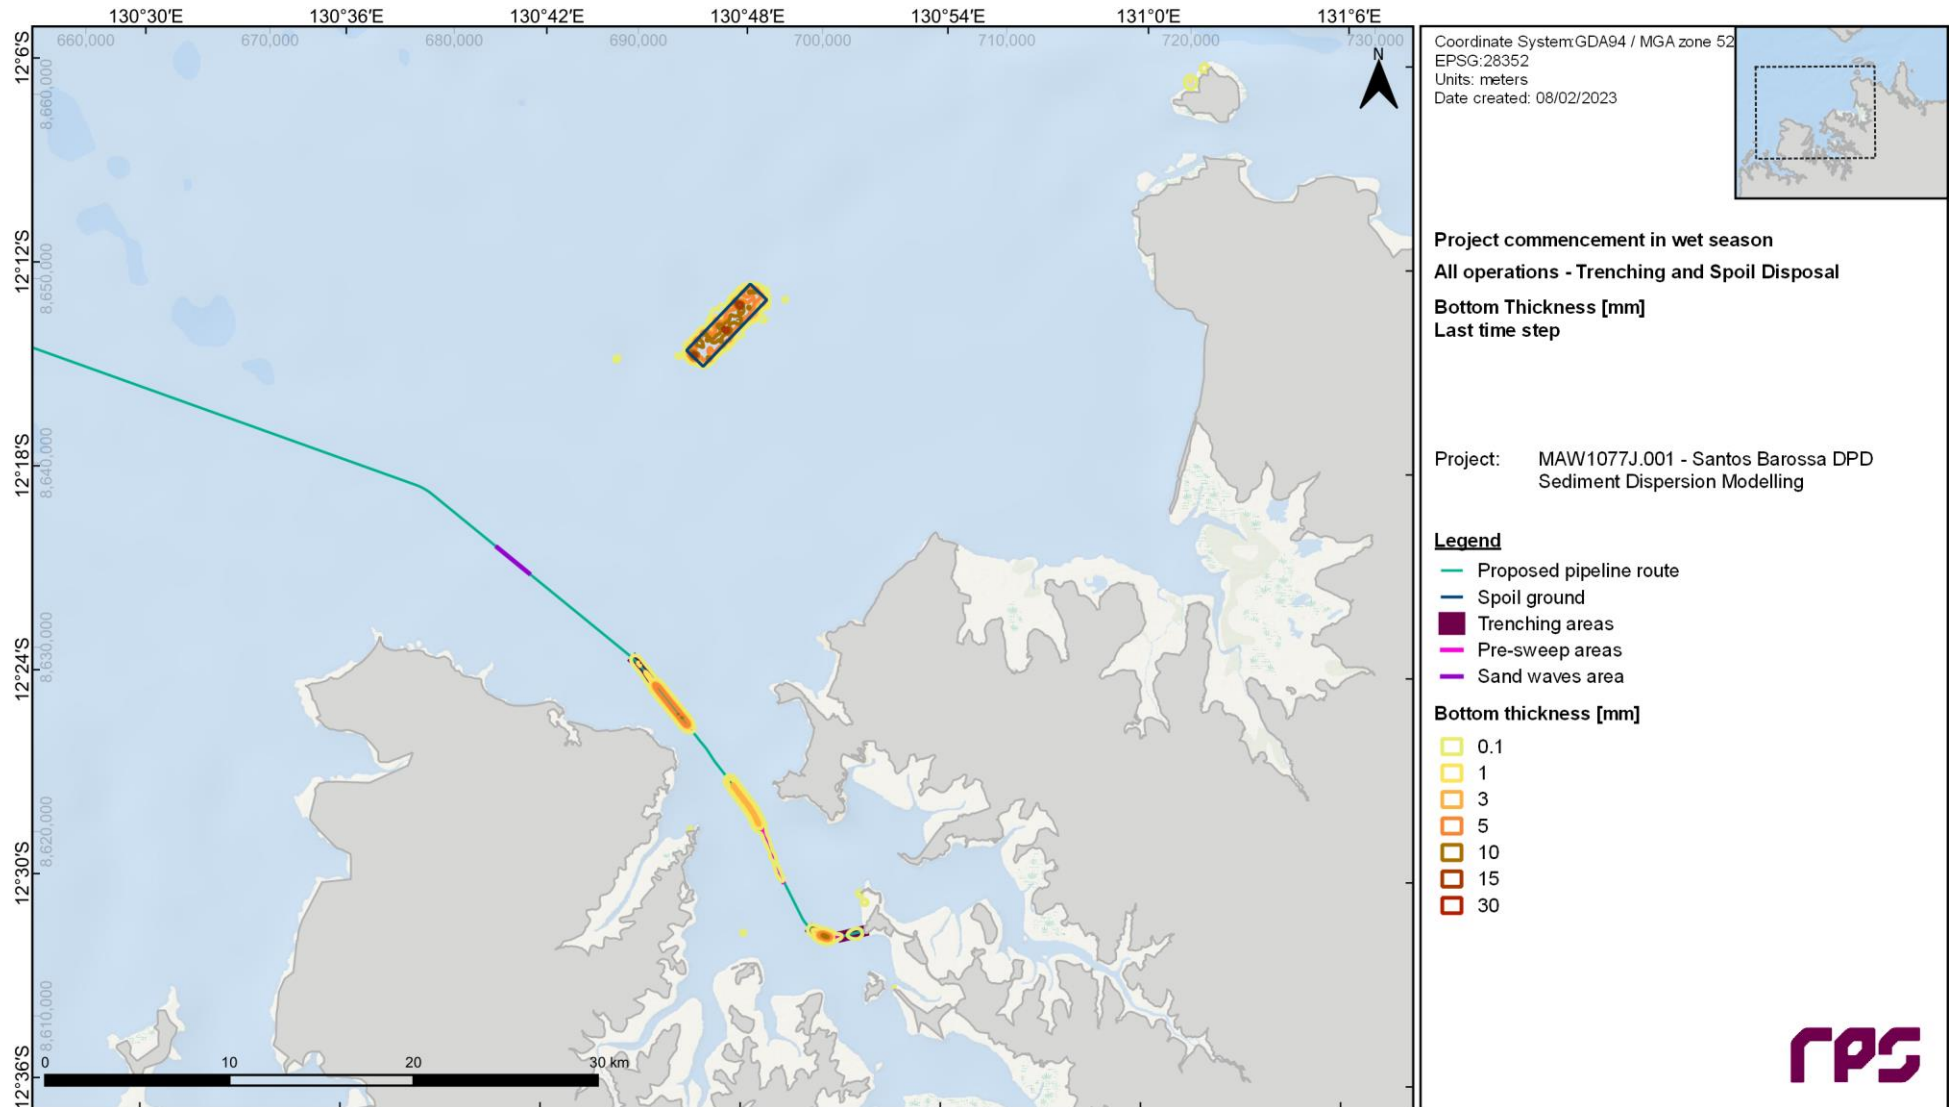 130°30'E 130°36'E 130°42'E 130°48'E 130°54'E 131°0'E 131°6'E
660,000 670,000 680,000 690,000 700,000 710,000 720,000 730,000
12°6'S
8,660,000
12°12'S
8,650,000
12°18'S
8,640,000
12°24'S
8,630,000
12°30'S
8,620,000
12°36'S
8,610,000
N
0 10 20 30 km
Coordinate System:GDA94 / MGA zone 52
EPSG:28352
Units: meters
Date created: 08/02/2023
Project commencement in wet season
All operations - Trenching and Spoil Disposal
Bottom Thickness [mm]
Last time step
Project: MAW1077J.001 - Santos Barossa DPD
Sediment Dispersion Modelling
Legend
Proposed pipeline route
Spoil ground
Trenching areas
Pre-sweep areas
Sand waves area
Bottom thickness [mm]
0.1
1
3
5
10
15
30
rps